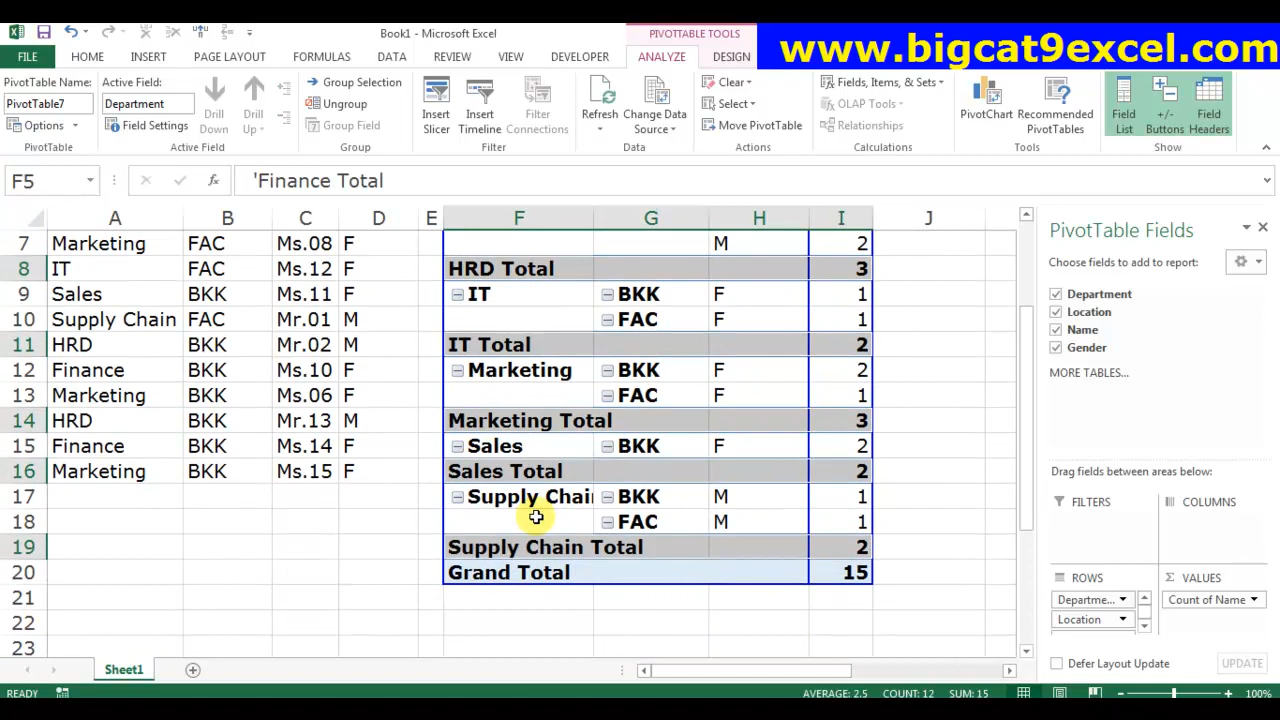 Book1 - Microsoft Excel
PIVOTTABLE TOOLS
www.bigcat9excel.com
FILE HOME INSERT PAGE LAYOUT FORMULAS DATA REVIEW VIEW DEVELOPER ANALYZE DESIGN
PivotTable Name:
PivotTable7
Options
PivotTable
Active Field:
Department
Field Settings
Drill Down
Drill Up
Active Field
Group Selection
Ungroup
Group Field
Group
Insert Slicer
Insert Timeline
Filter Connections
Filter
Refresh
Change Data Source
Data
Clear
Select
Move PivotTable
Actions
Fields, Items, & Sets
OLAP Tools
Relationships
Calculations
PivotChart
Recommended PivotTables
Tools
Field List
+/- Buttons
Field Headers
Show
F5 fx 'Finance Total
A B C D E F G H I J
7 Marketing FAC Ms.08 F M 2
8 IT FAC Ms.12 F HRD Total 3
9 Sales BKK Ms.11 F IT BKK F 1
10 Supply Chain FAC Mr.01 M FAC F 1
11 HRD BKK Mr.02 M IT Total 2
12 Finance BKK Ms.10 F Marketing BKK F 2
13 Marketing BKK Ms.06 F FAC F 1
14 HRD BKK Mr.13 M Marketing Total 3
15 Finance BKK Ms.14 F Sales BKK F 2
16 Marketing BKK Ms.15 F Sales Total 2
17 Supply Chain BKK M 1
18 FAC M 1
19 Supply Chain Total 2
20 Grand Total 15
21
22
23
PivotTable Fields
Choose fields to add to report:
Department
Location
Name
Gender
MORE TABLES...
Drag fields between areas below:
FILTERS
COLUMNS
ROWS
Σ VALUES
Departme...
Location
Count of Name
Defer Layout Update
UPDATE
Sheet1
READY
AVERAGE: 2.5 COUNT: 12 SUM: 15
100%